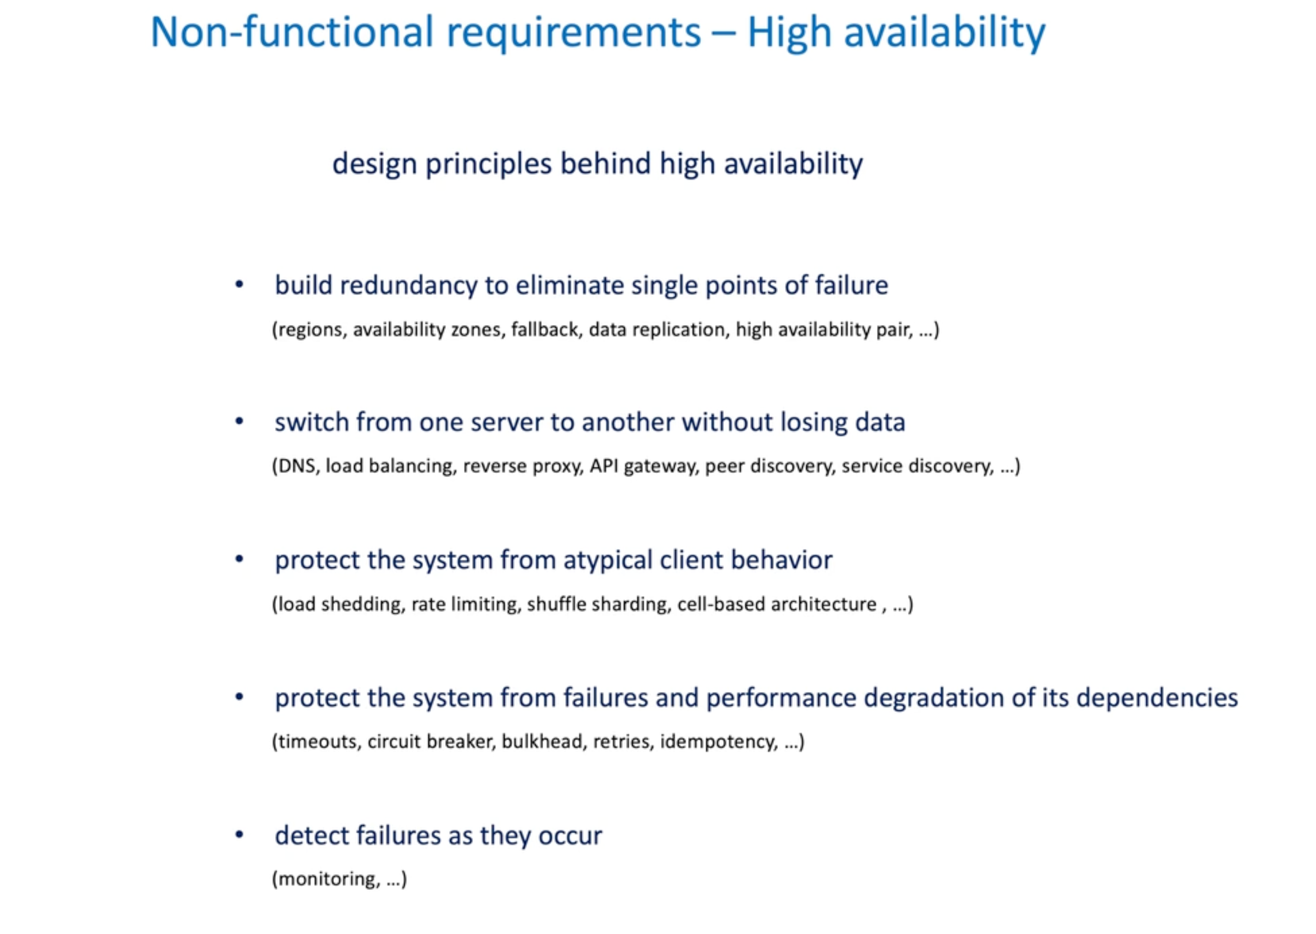 Non-functional requirements – High availability
design principles behind high availability
• build redundancy to eliminate single points of failure
(regions, availability zones, fallback, data replication, high availability pair, ...)
• switch from one server to another without losing data
(DNS, load balancing, reverse proxy, API gateway, peer discovery, service discovery, ...)
• protect the system from atypical client behavior
(load shedding, rate limiting, shuffle sharding, cell-based architecture , ...)
• protect the system from failures and performance degradation of its dependencies
(timeouts, circuit breaker, bulkhead, retries, idempotency, ...)
• detect failures as they occur
(monitoring, ...)